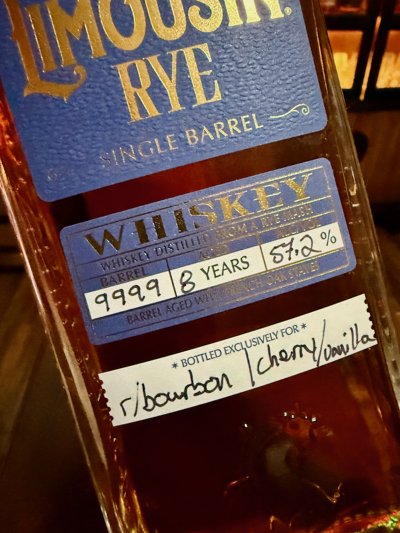 LIMOUSIN
RYE
SINGLE BARREL
WHISKEY
WHISKEY DISTILLED FROM A RYE MASH
BARREL
9999
8 YEARS
57.2 %
BARREL AGED WITH FRENCH OAK STAVES
* BOTTLED EXCLUSIVELY FOR *
r/bourbon / cherry/vanilla